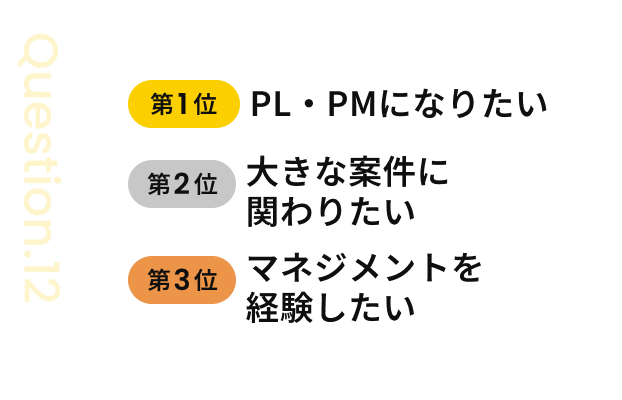 Question.12
第1位 PL・PMになりたい
第2位 大きな案件に
関わりたい
第3位 マネジメントを
経験したい